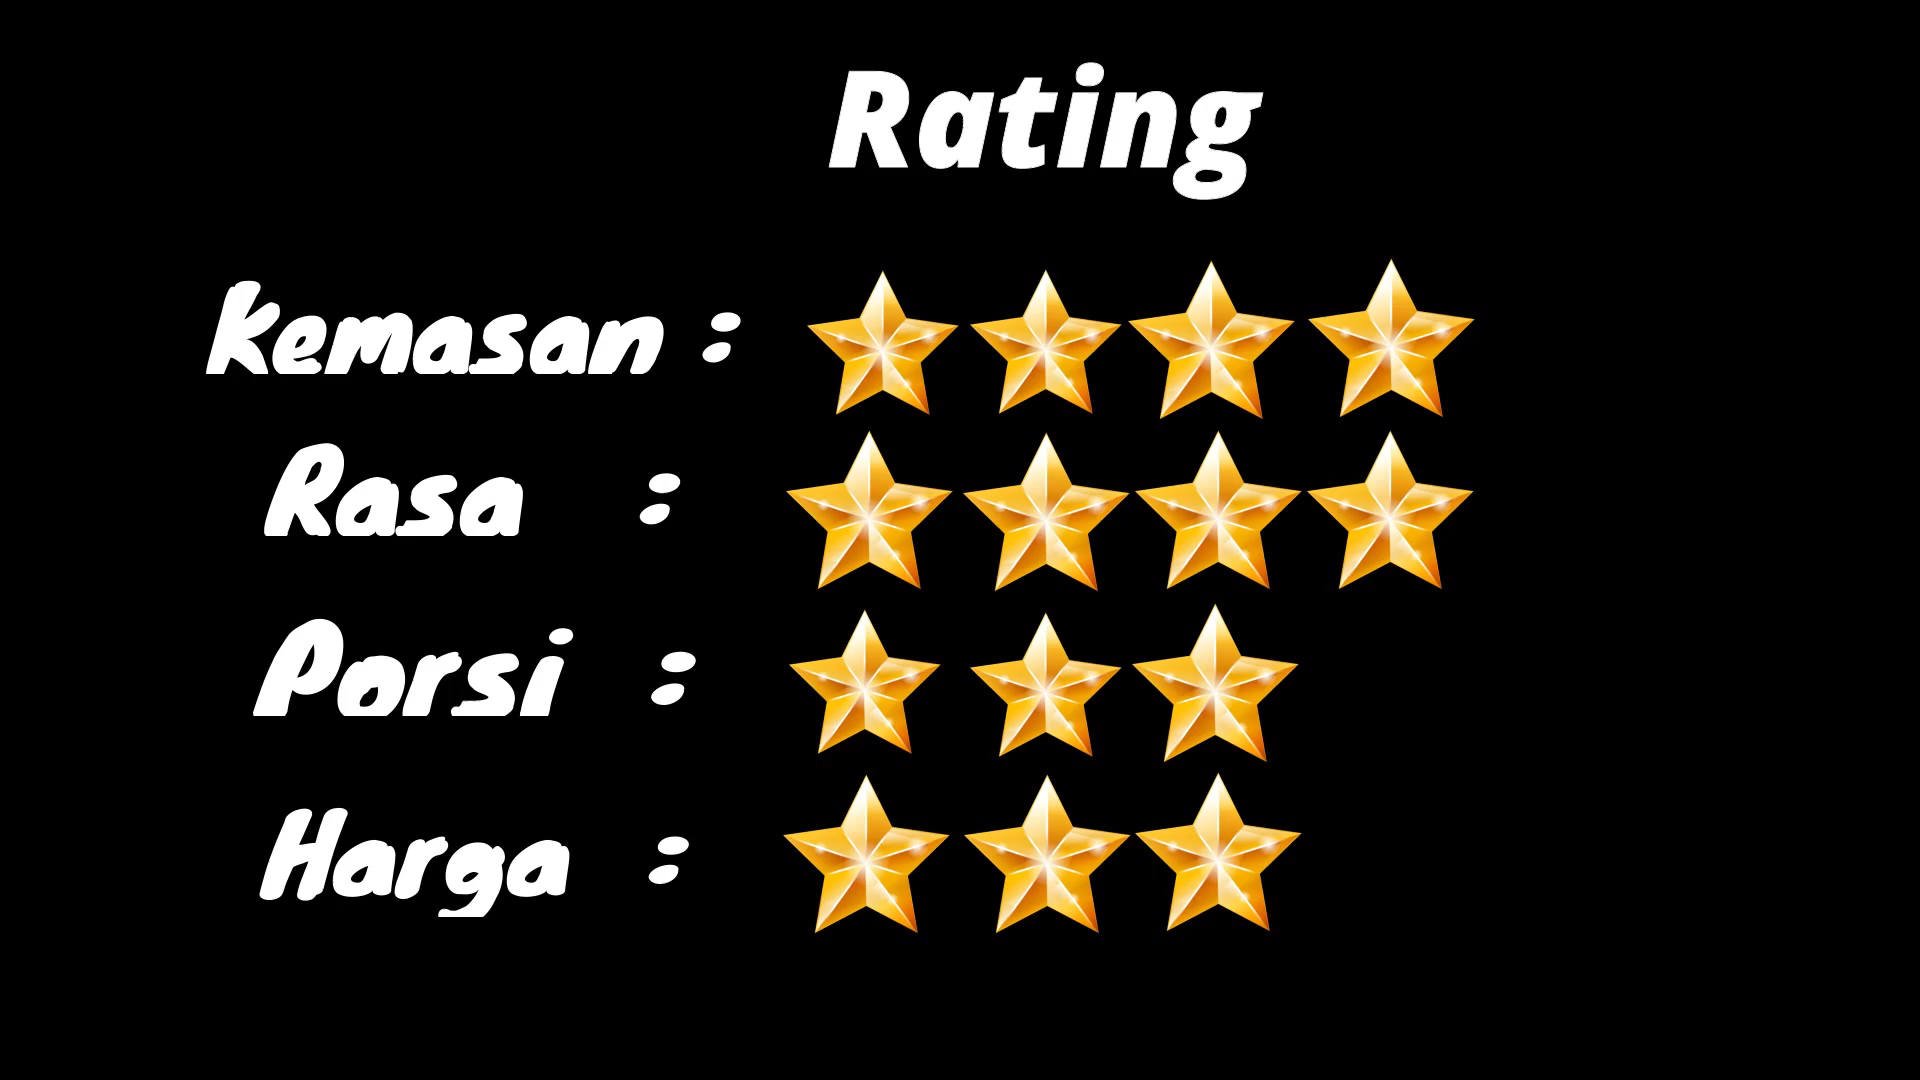 Rating
Kemasan :
Rasa :
Porsi :
Harga :